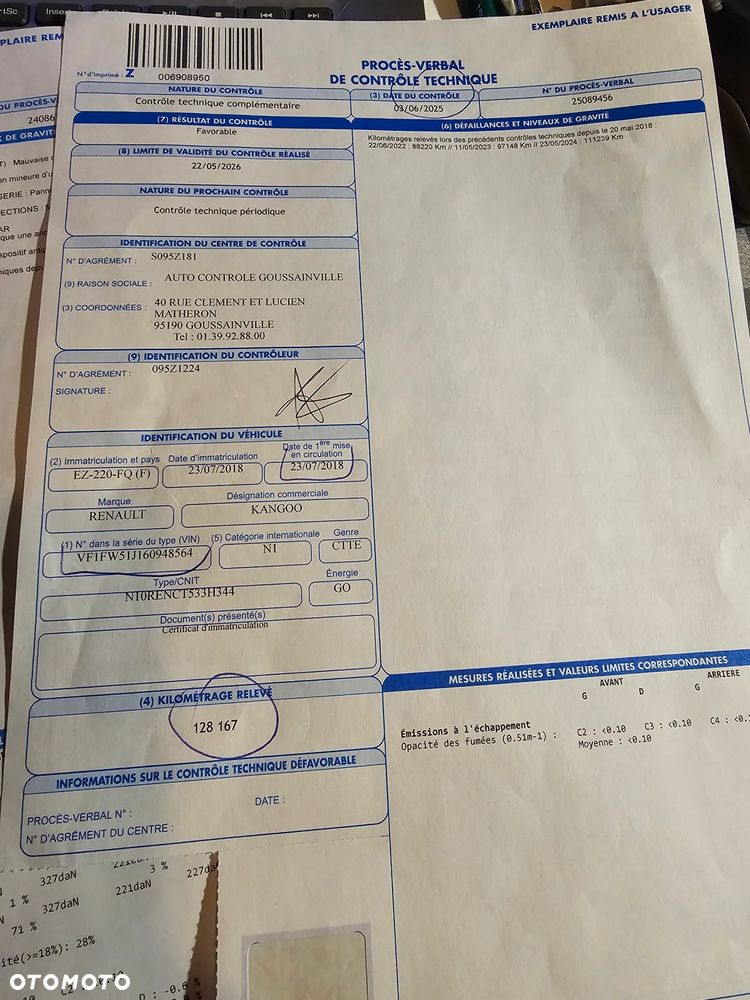 Insert
EXEMPLAIRE REMIS A L'USAGER
N°d'imprimé : Z 006908950
PROCÈS-VERBAL
DE CONTRÔLE TECHNIQUE
NATURE DU CONTRÔLE
Contrôle technique complémentaire
(3) DATE DU CONTRÔLE
03/06/2025
N° DU PROCÈS-VERBAL
25089456
(7) RÉSULTAT DU CONTRÔLE
Favorable
(6) DÉFAILLANCES ET NIVEAUX DE GRAVITÉ
Kilométrages relevés lors des précédents contrôles techniques depuis le 20 mai 2018 :
22/06/2022 : 88220 Km // 11/05/2023 : 97148 Km // 23/05/2024 : 111239 Km
(8) LIMITE DE VALIDITÉ DU CONTRÔLE RÉALISÉ
22/05/2026
NATURE DU PROCHAIN CONTRÔLE
Contrôle technique périodique
IDENTIFICATION DU CENTRE DE CONTRÔLE
N° D'AGRÉMENT : S095Z181
(9) RAISON SOCIALE : AUTO CONTROLE GOUSSAINVILLE
(3) COORDONNÉES : 40 RUE CLEMENT ET LUCIEN
MATHERON
95190 GOUSSAINVILLE
Tel : 01.39.92.88.00
(9) IDENTIFICATION DU CONTRÔLEUR
N° D'AGRÉMENT : 095Z1224
SIGNATURE :
IDENTIFICATION DU VÉHICULE
(2) Immatriculation et pays
EZ-220-FQ (F)
Date d'immatriculation
23/07/2018
Date de 1ère mise
en circulation
23/07/2018
Marque
RENAULT
Désignation commerciale
KANGOO
(1) N° dans la série du type (VIN)
VF1FW51J160948564
(5) Catégorie internationale
N1
Genre
CTTE
Type/CNIT
N10RENCT533H344
Énergie
GO
Document(s) présenté(s)
Certificat d'immatriculation
(4) KILOMÉTRAGE RELEVÉ
128 167
MESURES RÉALISÉES ET VALEURS LIMITES CORRESPONDANTES
AVANT ARRIERE
G D G
Émissions à l'échappement
Opacité des fumées (0.51m-1) : C2 : <0.10 C3 : <0.10 C4 :
Moyenne : <0.10
INFORMATIONS SUR LE CONTRÔLE TECHNIQUE DÉFAVORABLE
PROCÈS-VERBAL N° : DATE :
N° D'AGRÉMENT DU CENTRE :
327daN 3 % 227da
1 % 327daN 221daN
71 %
(>=18%): 28%
OTOMOTO